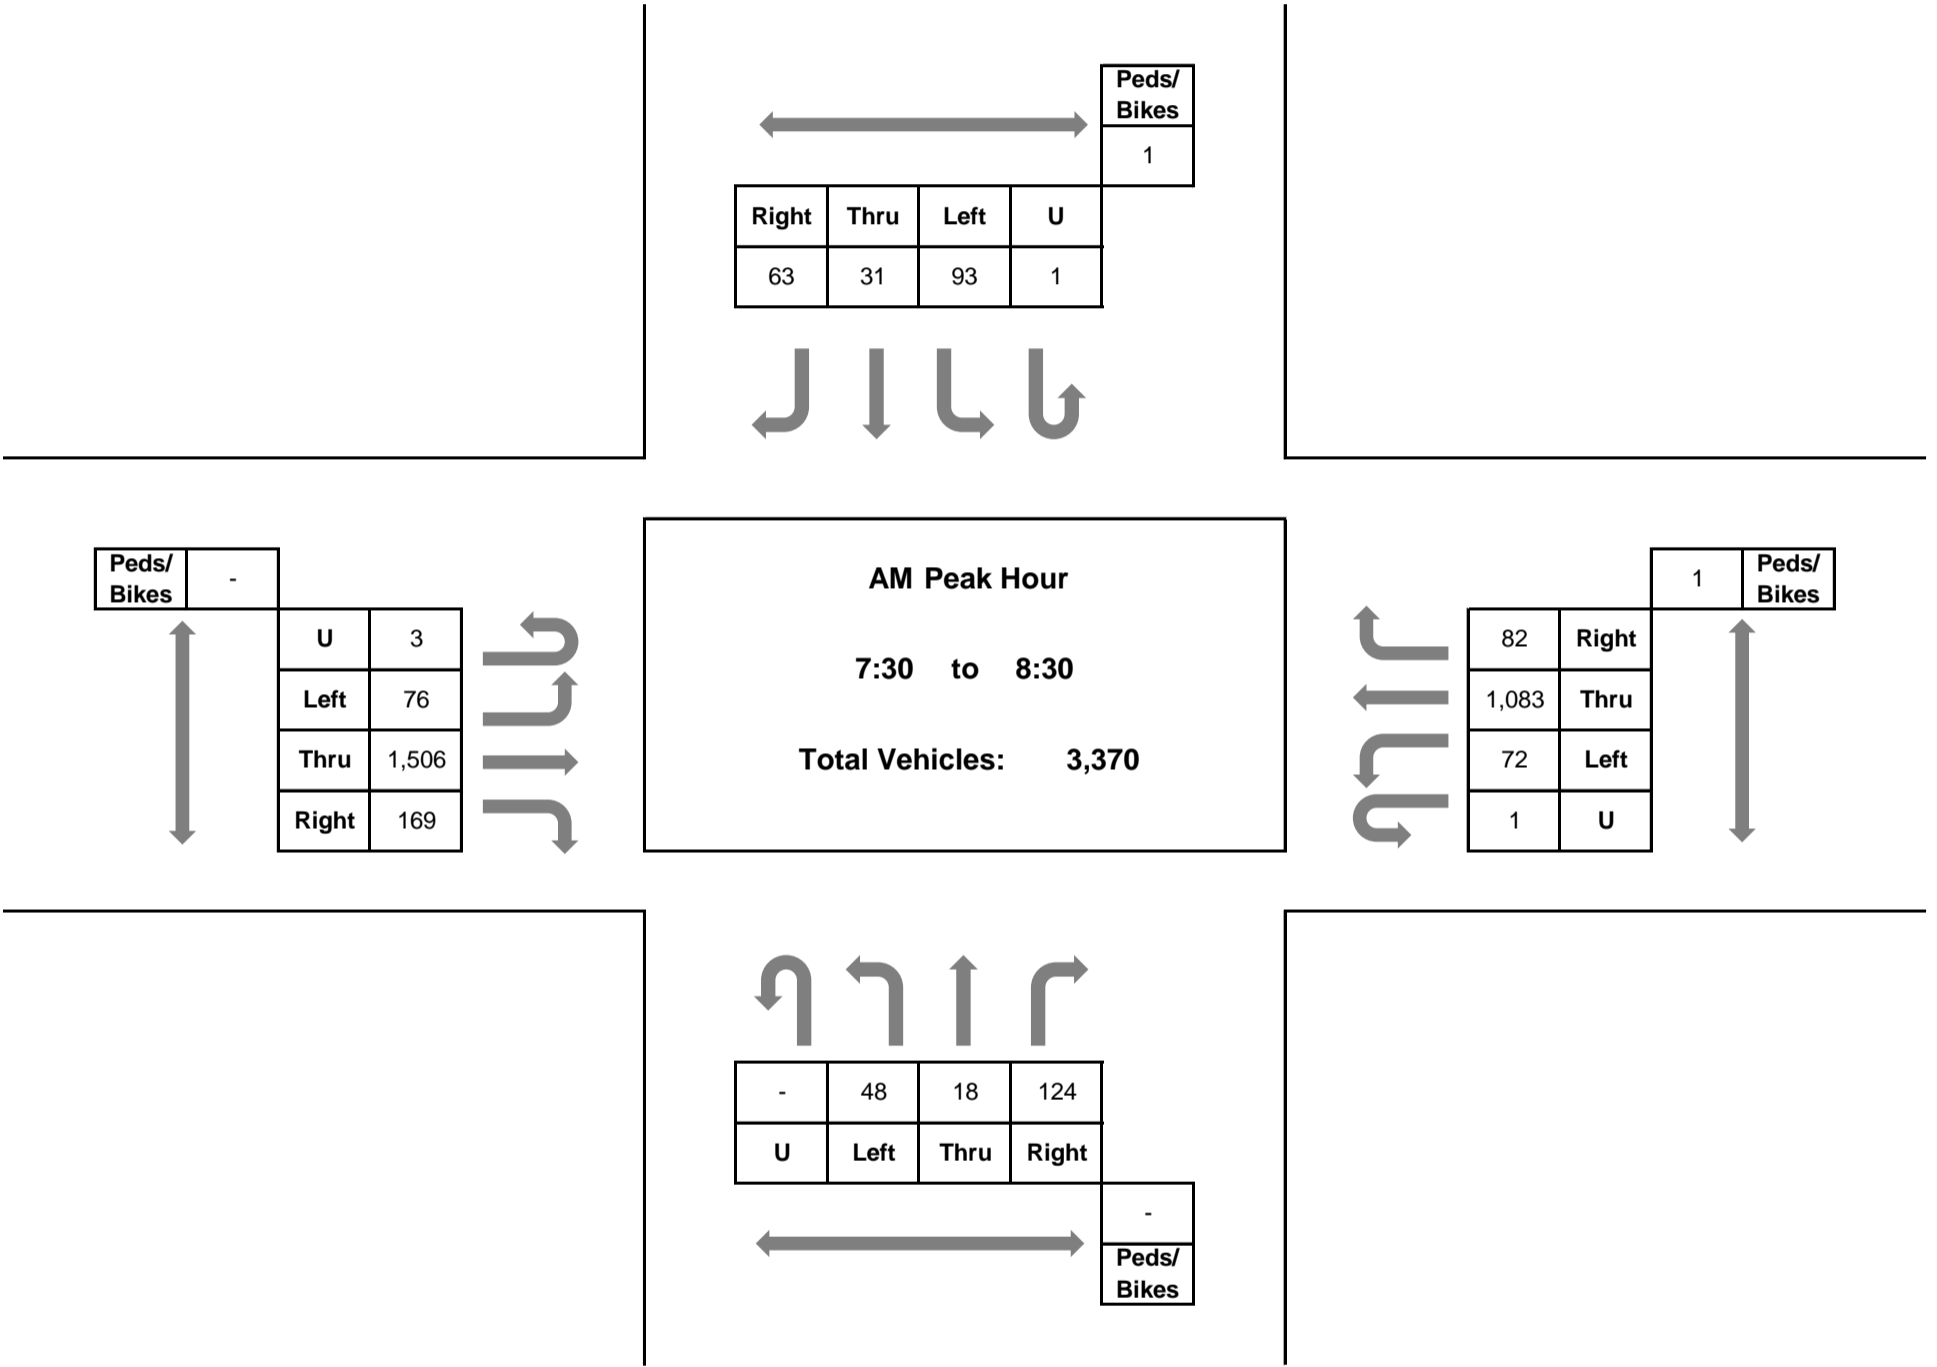 Peds/
Bikes
1
Right Thru Left U
63 31 93 1
Peds/
Bikes
-
U 3
Left 76
Thru 1,506
Right 169
AM Peak Hour
7:30 to 8:30
Total Vehicles: 3,370
1
Peds/
Bikes
82 Right
1,083 Thru
72 Left
1 U
- 48 18 124
U Left Thru Right
-
Peds/
Bikes